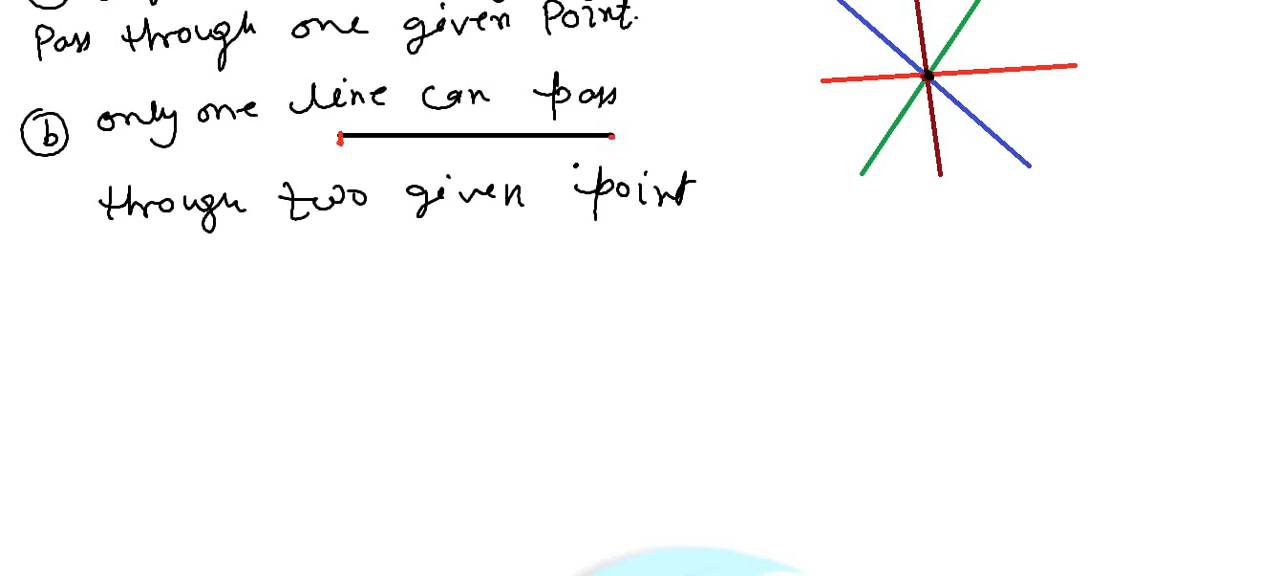 Pass through one given Point.
(b) only one line can pass
through two given point